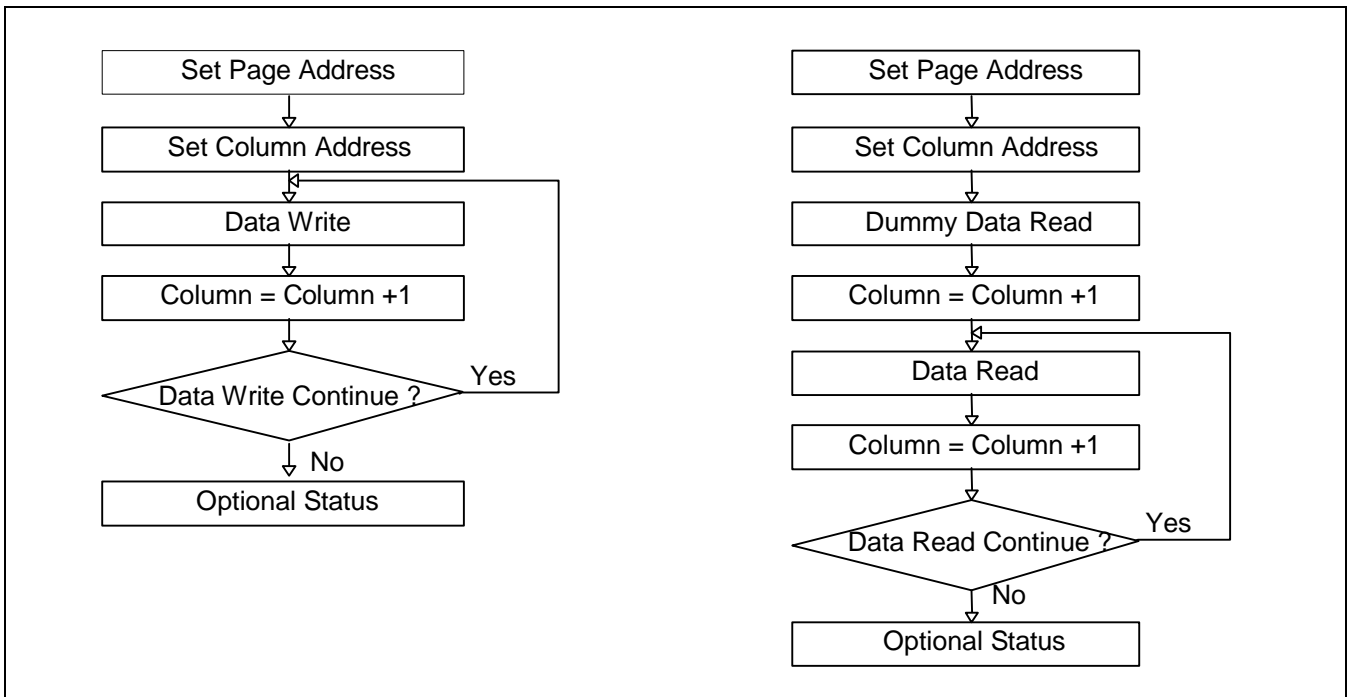 Set Page Address
Set Column Address
Data Write
Column = Column +1
Data Write Continue ?
Yes
No
Optional Status
Set Page Address
Set Column Address
Dummy Data Read
Column = Column +1
Data Read
Column = Column +1
Data Read Continue ?
Yes
No
Optional Status